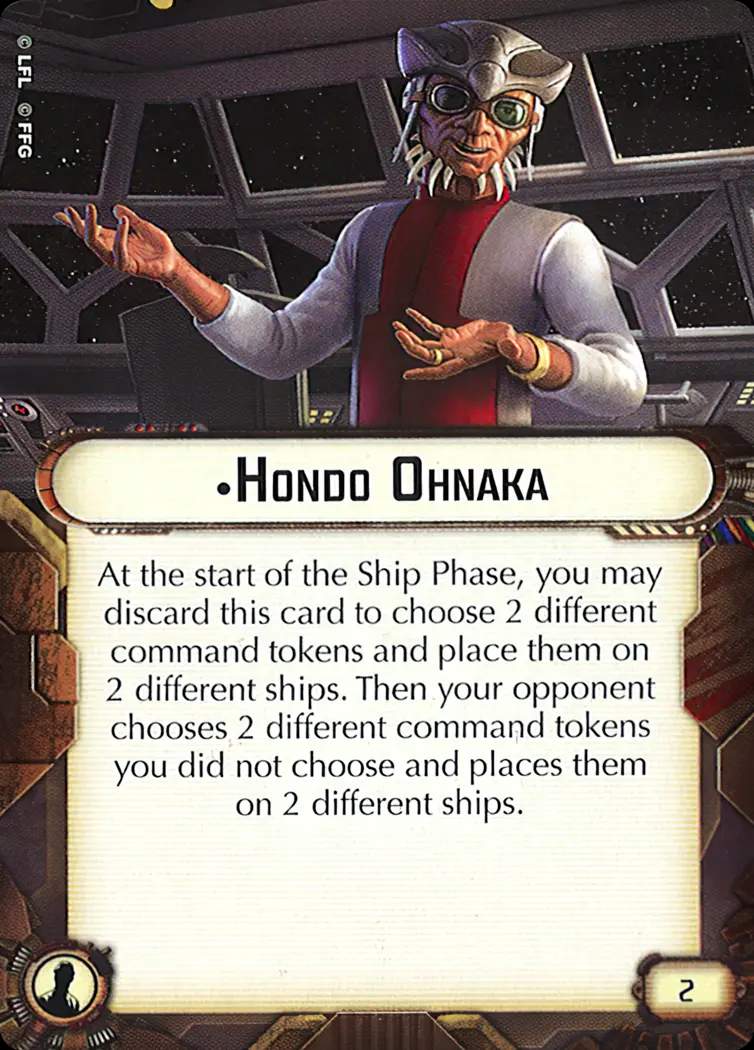 © LFL © FFG
•Hondo Ohnaka
At the start of the Ship Phase, you may
discard this card to choose 2 different
command tokens and place them on
2 different ships. Then your opponent
chooses 2 different command tokens
you did not choose and places them
on 2 different ships.
2